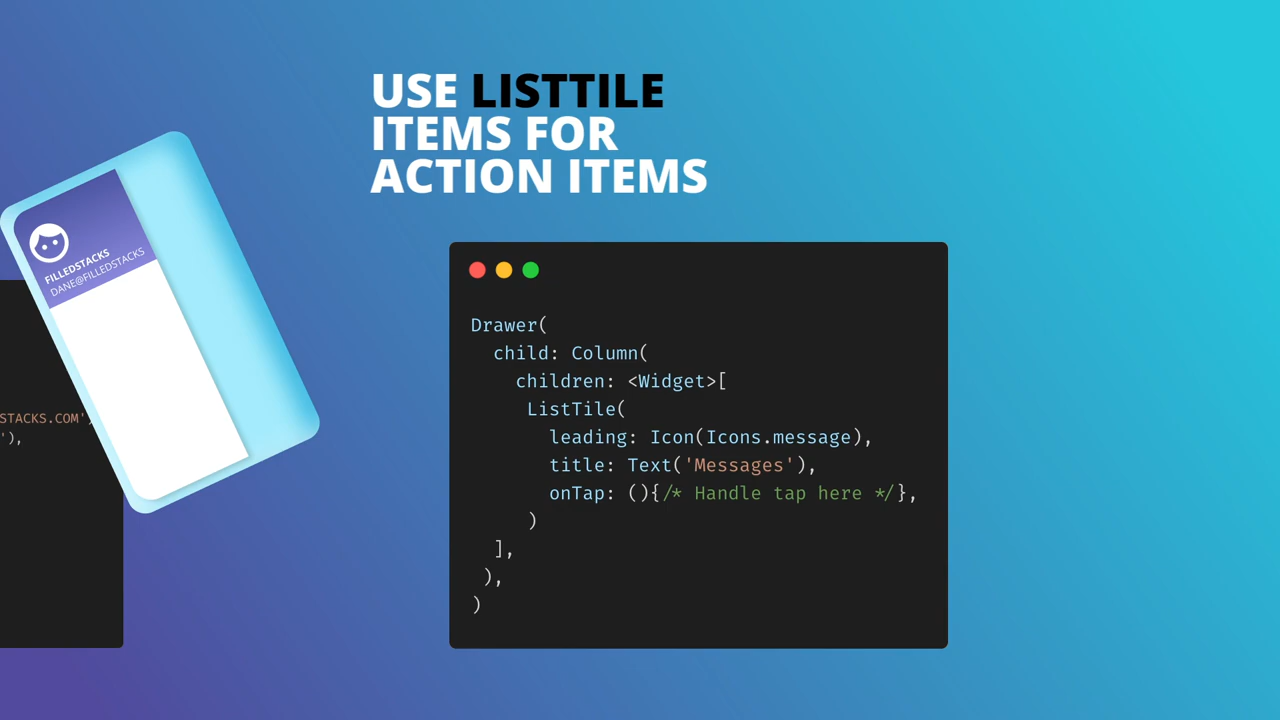 USE LISTTILE
ITEMS FOR
ACTION ITEMS
FILLEDSTACKS
DANE@FILLEDSTACKS
STACKS.COM',
'),
Drawer(
child: Column(
children: <Widget>[
ListTile(
leading: Icon(Icons.message),
title: Text('Messages'),
onTap: (){/* Handle tap here */},
)
],
),
)